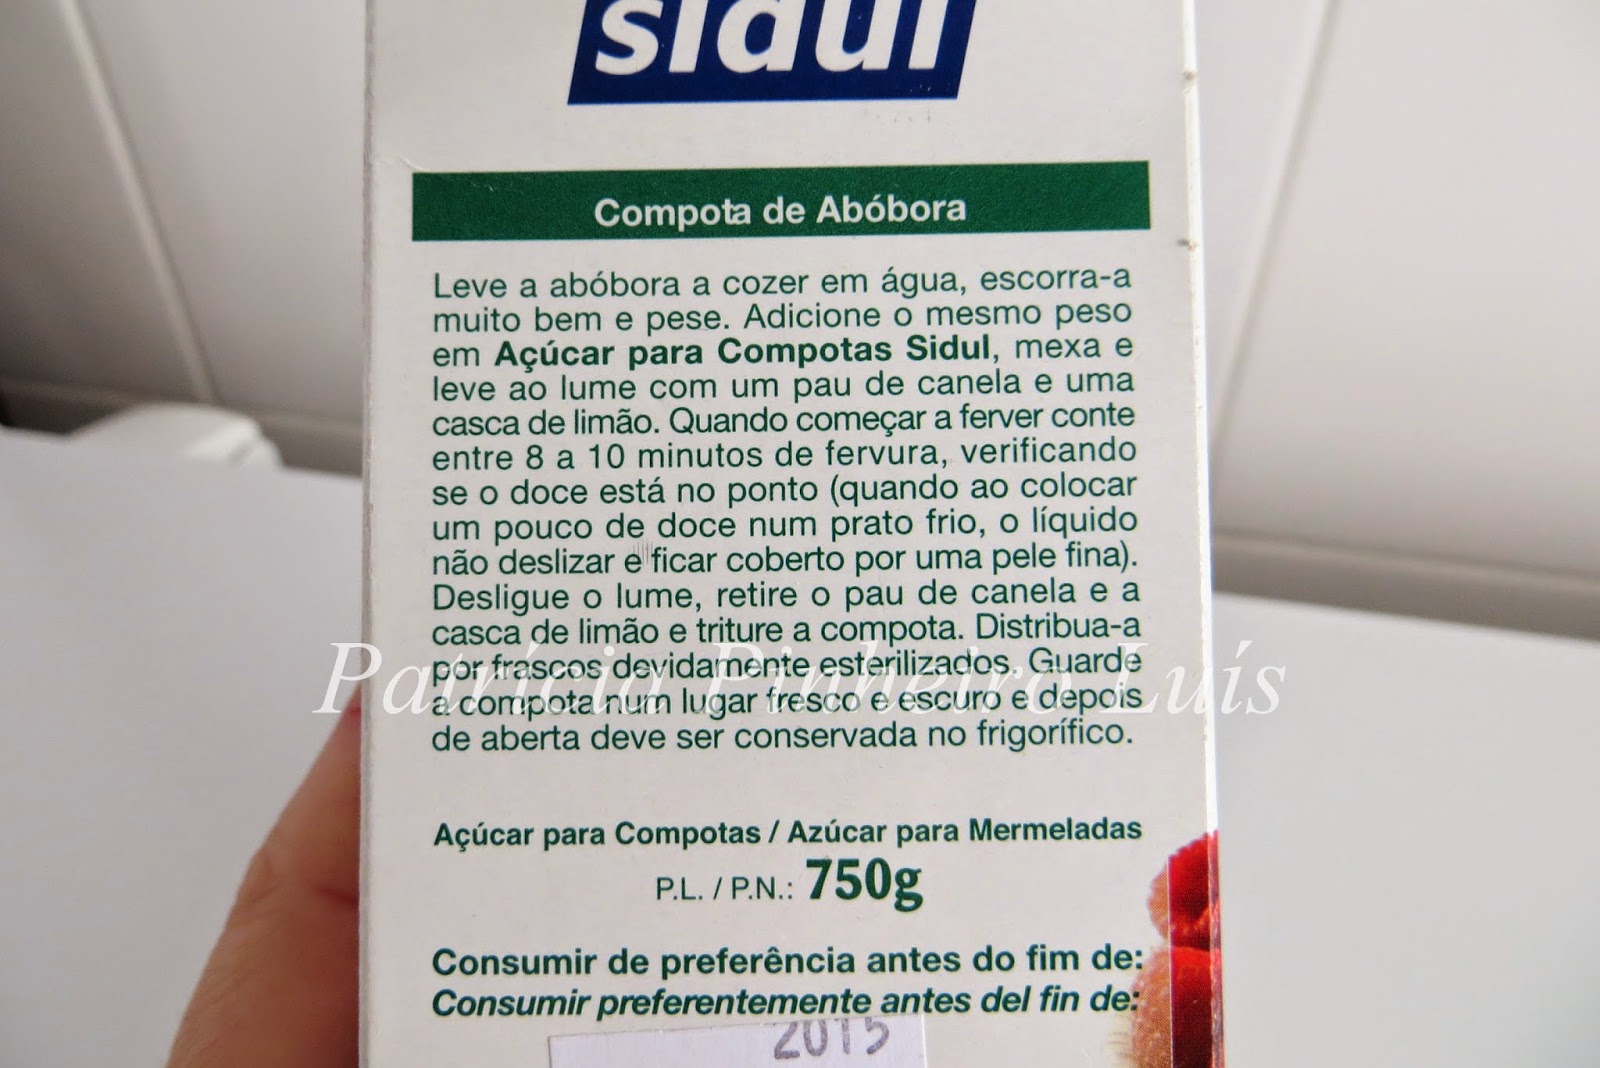 sidul
Compota de Abóbora
Leve a abóbora a cozer em água, escorra-a
muito bem e pese. Adicione o mesmo peso
em Açúcar para Compotas Sidul, mexa e
leve ao lume com um pau de canela e uma
casca de limão. Quando começar a ferver conte
entre 8 a 10 minutos de fervura, verificando
se o doce está no ponto (quando ao colocar
um pouco de doce num prato frio, o líquido
não deslizar e ficar coberto por uma pele fina).
Desligue o lume, retire o pau de canela e a
casca de limão e triture a compota. Distribua-a
por frascos devidamente esterilizados. Guarde
a compota num lugar fresco e escuro e depois
de aberta deve ser conservada no frigorífico.
Patrícia Pinheiro Luís
Açúcar para Compotas / Azúcar para Mermeladas
P.L. / P.N.: 750g
Consumir de preferência antes do fim de:
Consumir preferentemente antes del fin de:
2015